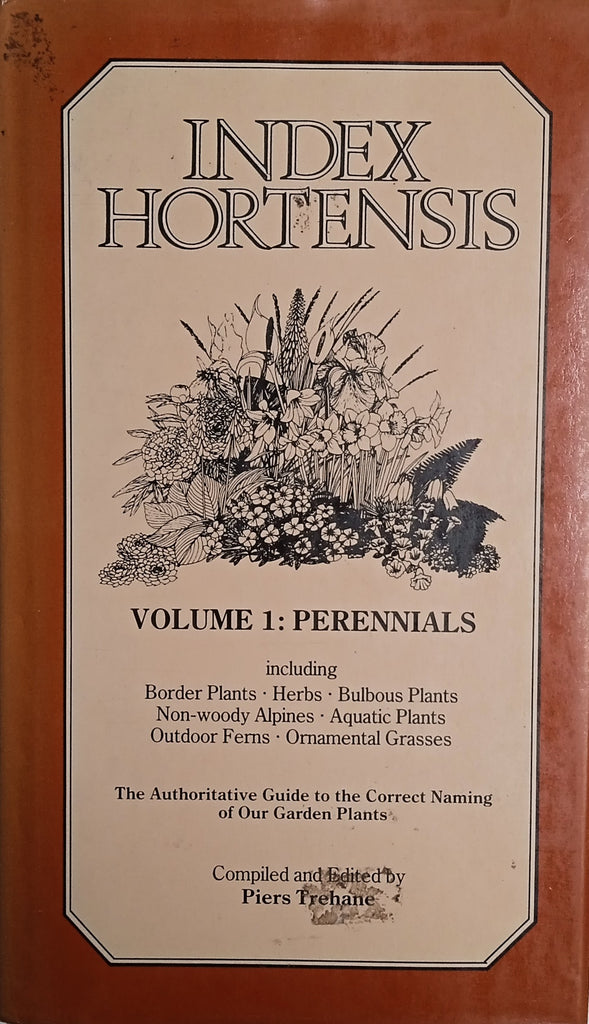 INDEX
HORTENSIS
VOLUME 1: PERENNIALS
including
Border Plants · Herbs · Bulbous Plants
Non-woody Alpines · Aquatic Plants
Outdoor Ferns · Ornamental Grasses
The Authoritative Guide to the Correct Naming
of Our Garden Plants
Compiled and Edited by
Piers Trehane